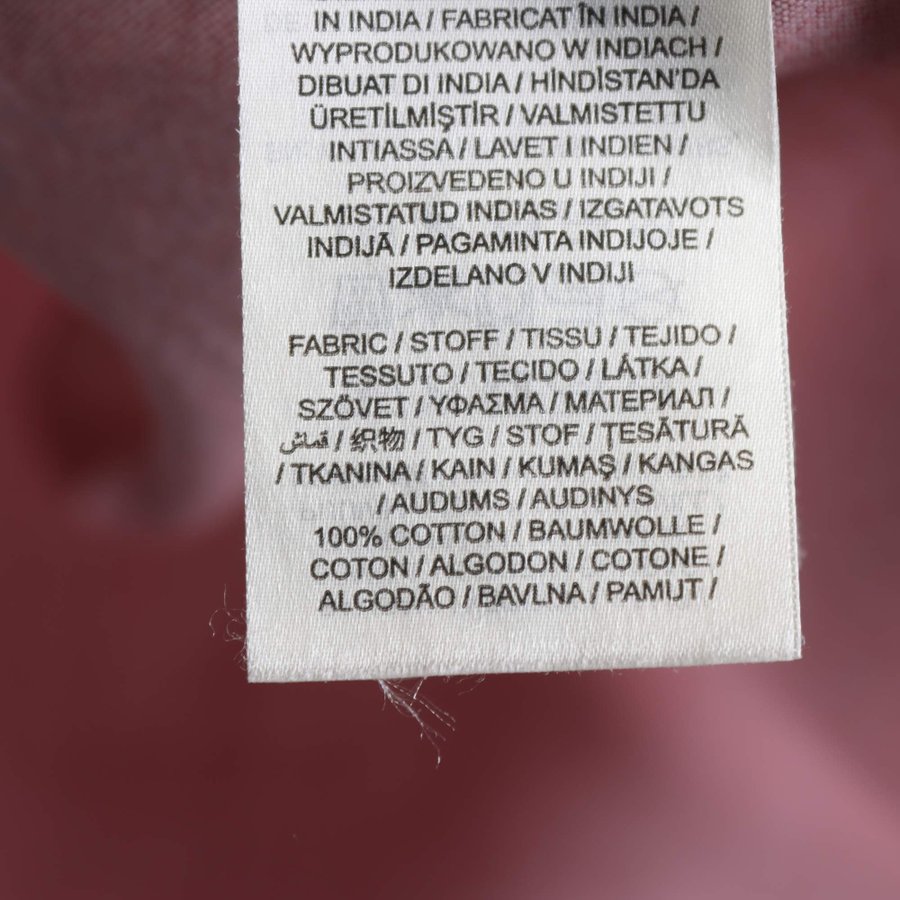 IN INDIA / FABRICAT ÎN INDIA /
WYPRODUKOWANO W INDIACH /
DIBUAT DI INDIA / HİNDİSTAN'DA
ÜRETİLMİŞTİR / VALMISTETTU
INTIASSA / LAVET I INDIEN /
PROIZVEDENO U INDIJI /
VALMISTATUD INDIAS / IZGATAVOTS
INDIJĀ / PAGAMINTA INDIJOJE /
IZDELANO V INDIJI
FABRIC / STOFF / TISSU / TEJIDO /
TESSUTO / TECIDO / LÁTKA /
SZÖVET / ΥΦΑΣΜΑ / МАТЕРИАЛ /
قماش / 织物 / TYG / STOF / ȚESĂTURĂ
/ TKANINA / KAIN / KUMAŞ / KANGAS
/ AUDUMS / AUDINYS
100% COTTON / BAUMWOLLE /
COTON / ALGODON / COTONE /
ALGODÃO / BAVLNA / PAMUT /